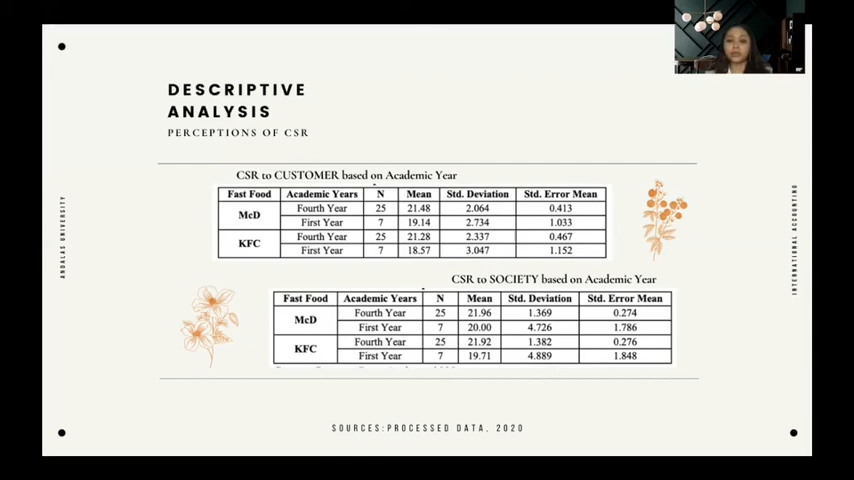 DESCRIPTIVE
ANALYSIS
PERCEPTIONS OF CSR
ANDALAS UNIVERSITY
INTERNATIONAL ACCOUNTING
CSR to CUSTOMER based on Academic Year
Fast Food Academic Years N Mean Std. Deviation Std. Error Mean
McD Fourth Year 25 21.48 2.064 0.413
First Year 7 19.14 2.734 1.033
KFC Fourth Year 25 21.28 2.337 0.467
First Year 7 18.57 3.047 1.152
CSR to SOCIETY based on Academic Year
Fast Food Academic Years N Mean Std. Deviation Std. Error Mean
McD Fourth Year 25 21.96 1.369 0.274
First Year 7 20.00 4.726 1.786
KFC Fourth Year 25 21.92 1.382 0.276
First Year 7 19.71 4.889 1.848
SOURCES:PROCESSED DATA, 2020